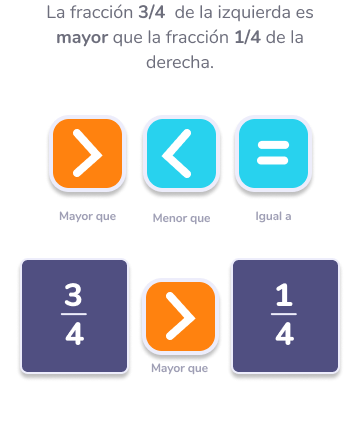 La fracción 3/4 de la izquierda es
mayor que la fracción 1/4 de la
derecha.
> < =
Mayor que Menor que Igual a
3/4 > 1/4
Mayor que